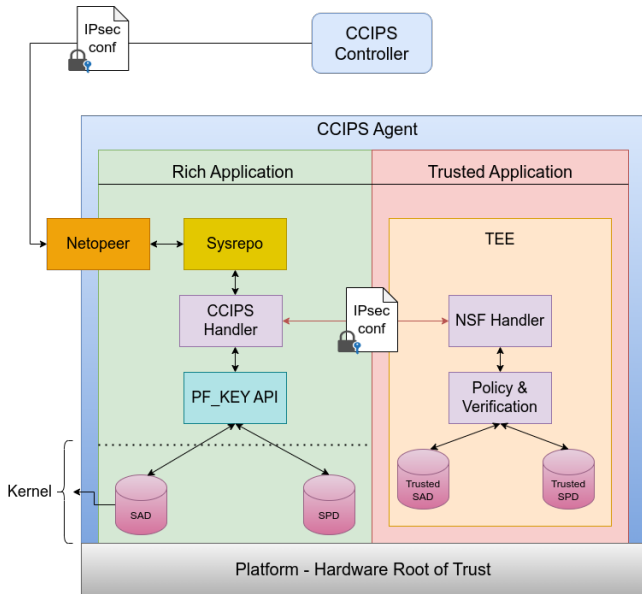 IPsec
conf
CCIPS
Controller
CCIPS Agent
Rich Application
Trusted Application
Netopeer
Sysrepo
TEE
CCIPS
Handler
IPsec
conf
NSF Handler
PF_KEY API
Policy &
Verification
Kernel
SAD
SPD
Trusted
SAD
Trusted
SPD
Platform - Hardware Root of Trust